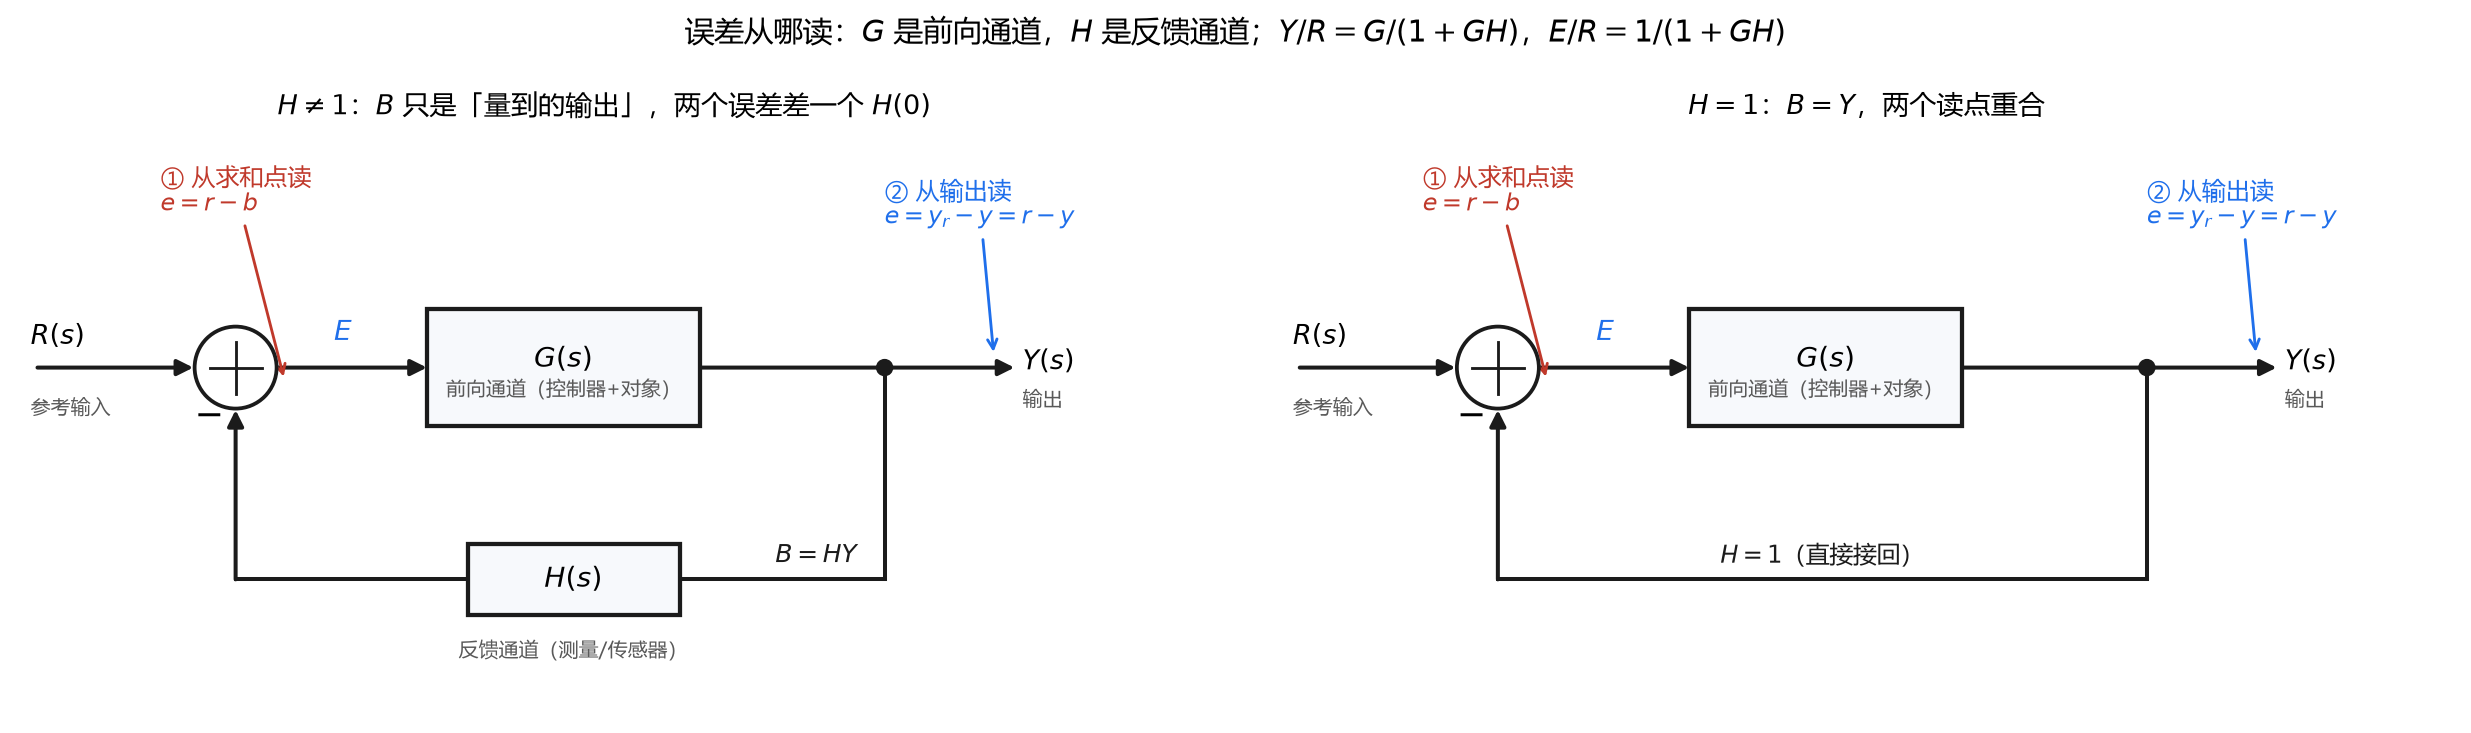 误差从哪读：G 是前向通道，H 是反馈通道；Y/R = G/(1 + GH)，E/R = 1/(1 + GH)
H ≠ 1：B 只是「量到的输出」，两个误差差一个 H(0)
① 从求和点读
e = r − b
② 从输出读
e = yᵣ − y = r − y
R(s)
参考输入
E
G(s)
前向通道（控制器+对象）
Y(s)
输出
−
B = HY
H(s)
反馈通道（测量/传感器）
H = 1：B = Y，两个读点重合
① 从求和点读
e = r − b
② 从输出读
e = yᵣ − y = r − y
R(s)
参考输入
E
G(s)
前向通道（控制器+对象）
Y(s)
输出
−
H = 1（直接接回）